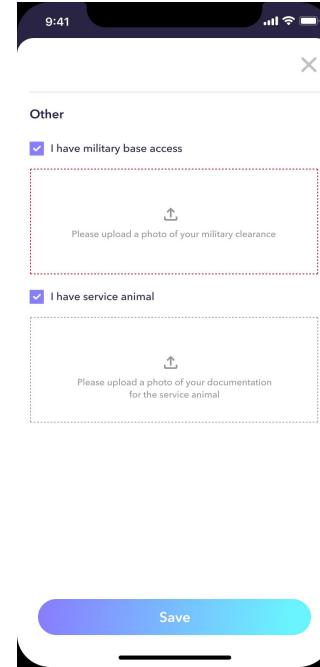 9:41
Other
I have military base access
Please upload a photo of your military clearance
I have service animal
Please upload a photo of your documentation
for the service animal
Save